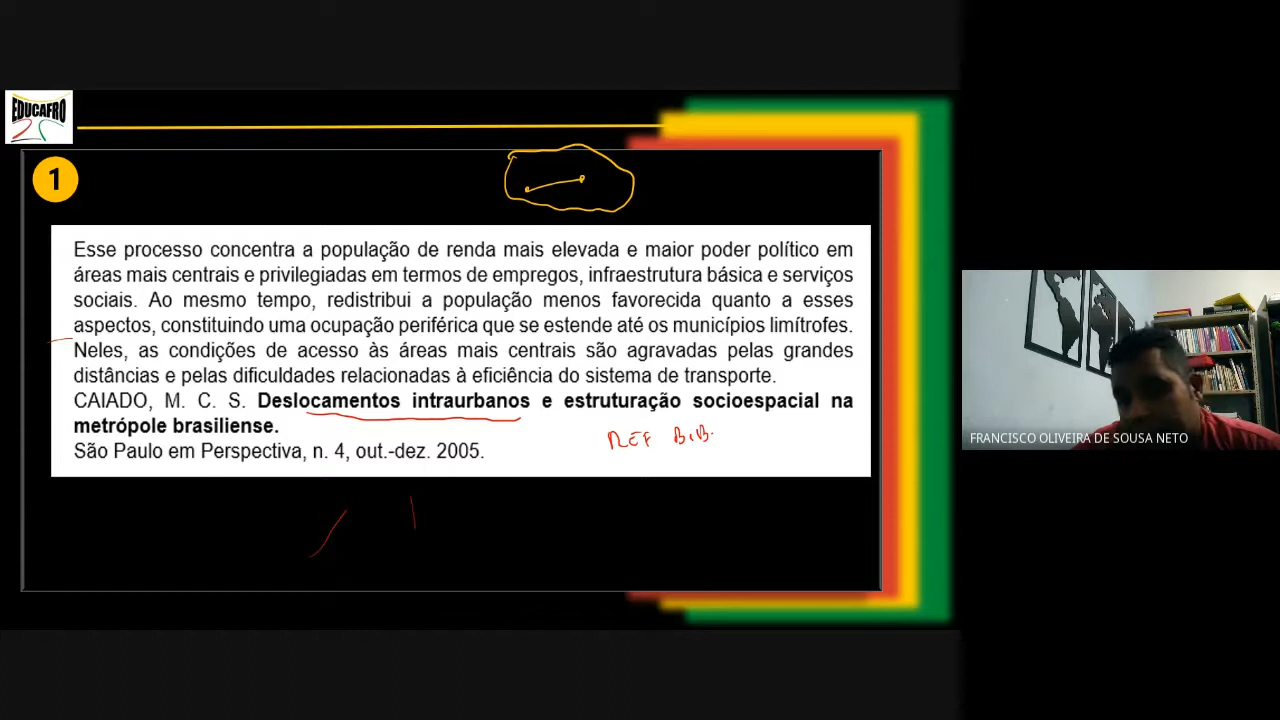 EDUCAFRO
1
Esse processo concentra a população de renda mais elevada e maior poder político em
áreas mais centrais e privilegiadas em termos de empregos, infraestrutura básica e serviços
sociais. Ao mesmo tempo, redistribui a população menos favorecida quanto a esses
aspectos, constituindo uma ocupação periférica que se estende até os municípios limítrofes.
Neles, as condições de acesso às áreas mais centrais são agravadas pelas grandes
distâncias e pelas dificuldades relacionadas à eficiência do sistema de transporte.
CAIADO, M. C. S. Deslocamentos intraurbanos e estruturação socioespacial na
metrópole brasiliense.
REF BIB.
São Paulo em Perspectiva, n. 4, out.-dez. 2005.
FRANCISCO OLIVEIRA DE SOUSA NETO